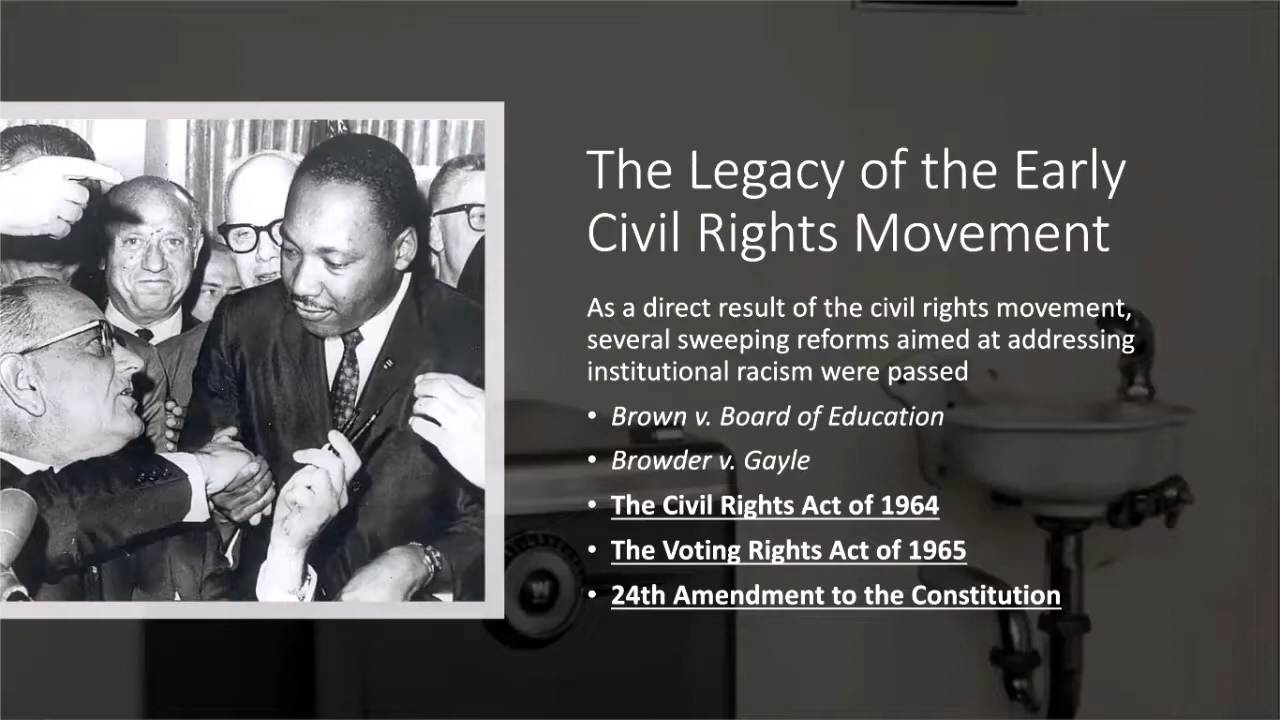 The Legacy of the Early
Civil Rights Movement
As a direct result of the civil rights movement,
several sweeping reforms aimed at addressing
institutional racism were passed
• Brown v. Board of Education
• Browder v. Gayle
• The Civil Rights Act of 1964
• The Voting Rights Act of 1965
• 24th Amendment to the Constitution